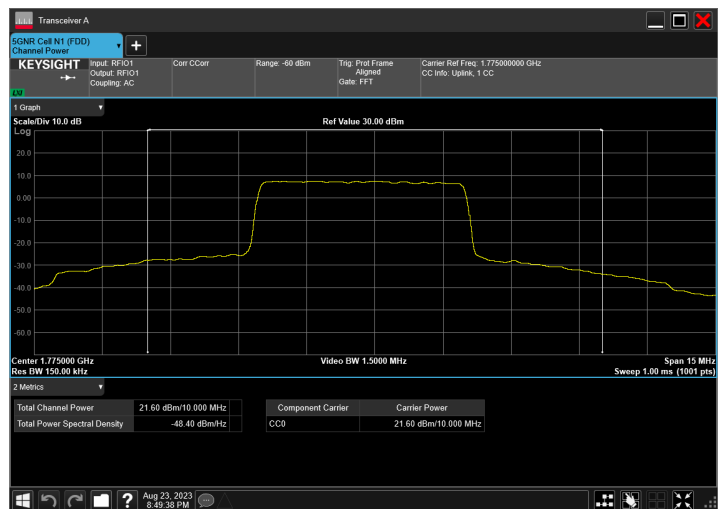 Transceiver A
5GNR Cell N1 (FDD)
Channel Power
KEYSIGHT
Input: RFIO1
Output: RFIO1
Coupling: AC
Corr CCorr
Range: -60 dBm
Trig: Prot Frame
Aligned
Gate: FFT
Carrier Ref Freq: 1.775000000 GHz
CC Info: Uplink, 1 CC
LXI
1 Graph
Scale/Div 10.0 dB
Ref Value 30.00 dBm
Log
20.0
10.0
0.00
-10.0
-20.0
-30.0
-40.0
-50.0
-60.0
Center 1.775000 GHz
Video BW 1.5000 MHz
Span 15 MHz
Res BW 150.00 kHz
Sweep 1.00 ms (1001 pts)
2 Metrics
Total Channel Power 21.60 dBm/10.000 MHz
Total Power Spectral Density -48.40 dBm/Hz
Component Carrier Carrier Power
CC0 21.60 dBm/10.000 MHz
?
Aug 23, 2023
8:49:38 PM